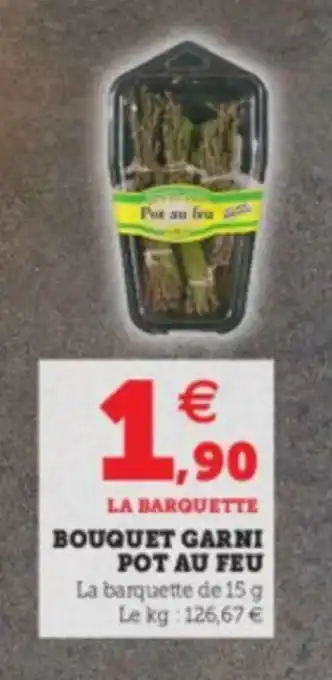 Pot au feu
1,90 €
LA BARQUETTE
BOUQUET GARNI
POT AU FEU
La barquette de 15 g
Le kg : 126,67 €